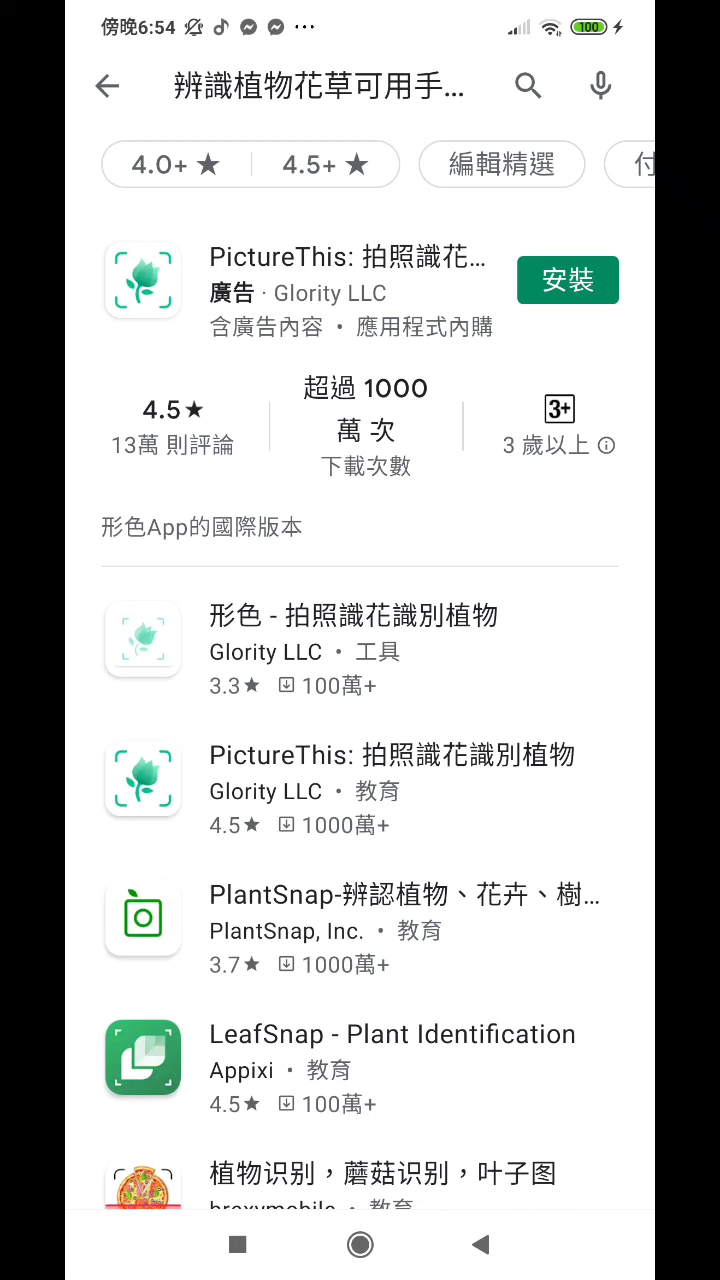 傍晚6:54
100
辨識植物花草可用手...
4.0+ ★ 4.5+ ★ 編輯精選 付
PictureThis: 拍照識花...
廣告 · Glority LLC
含廣告內容 • 應用程式內購
安裝
4.5★
13萬 則評論
超過 1000
萬 次
下載次數
3+
3 歲以上
形色App的國際版本
形色 - 拍照識花識別植物
Glority LLC • 工具
3.3★ 100萬+
PictureThis: 拍照識花識別植物
Glority LLC • 教育
4.5★ 1000萬+
PlantSnap-辨認植物、花卉、樹...
PlantSnap, Inc. • 教育
3.7★ 1000萬+
LeafSnap - Plant Identification
Appixi • 教育
4.5★ 100萬+
植物识别，蘑菇识别，叶子图
• 教育